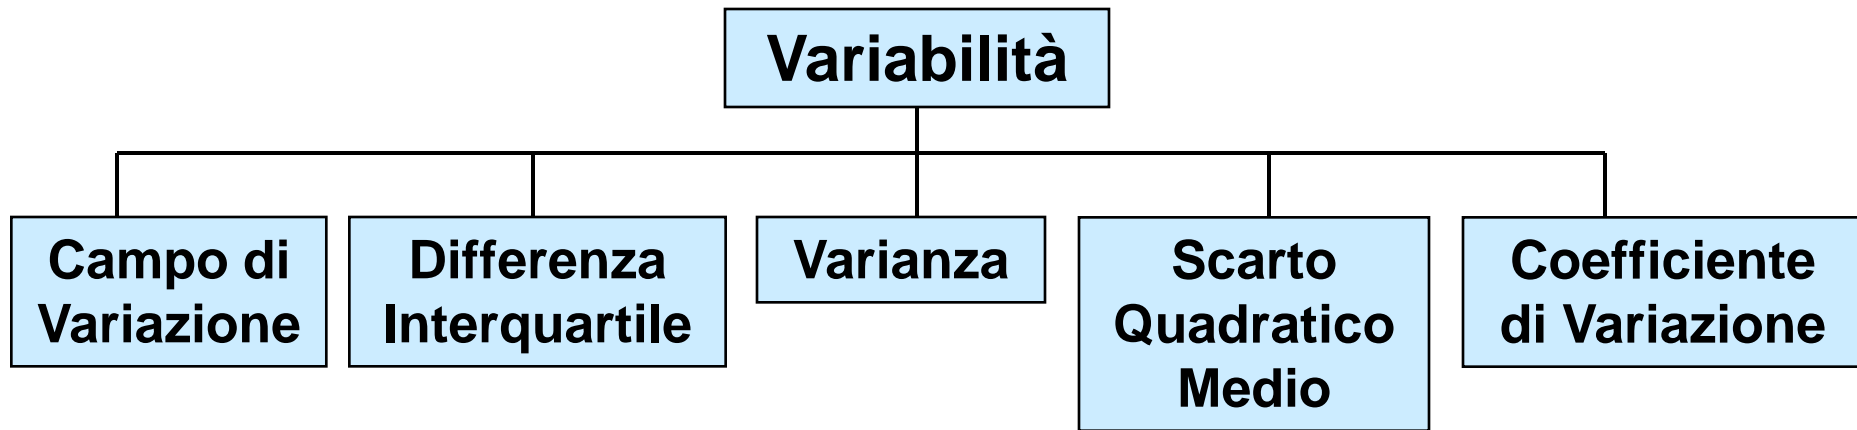 Variabilità
Campo di
Variazione
Differenza
Interquartile
Varianza
Scarto
Quadratico
Medio
Coefficiente
di Variazione